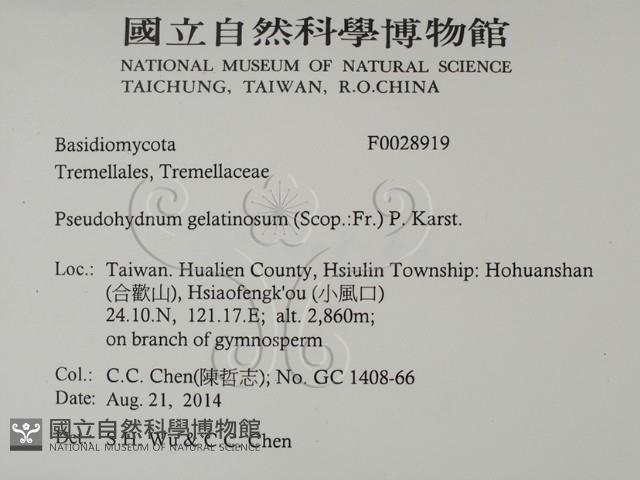 國立自然科學博物館
NATIONAL MUSEUM OF NATURAL SCIENCE
TAICHUNG, TAIWAN, R.O.CHINA
Basidiomycota F0028919
Tremellales, Tremellaceae
Pseudohydnum gelatinosum (Scop.:Fr.) P. Karst.
Loc.: Taiwan. Hualien County, Hsiulin Township: Hohuanshan
(合歡山), Hsiaofengk'ou (小風口)
24.10.N, 121.17.E; alt. 2,860m;
on branch of gymnosperm
Col.: C.C. Chen(陳哲志); No. GC 1408-66
Date: Aug. 21, 2014
Det.: S.H. Wu & C.C. Chen
國立自然科學博物館
NATIONAL MUSEUM OF NATURAL SCIENCE